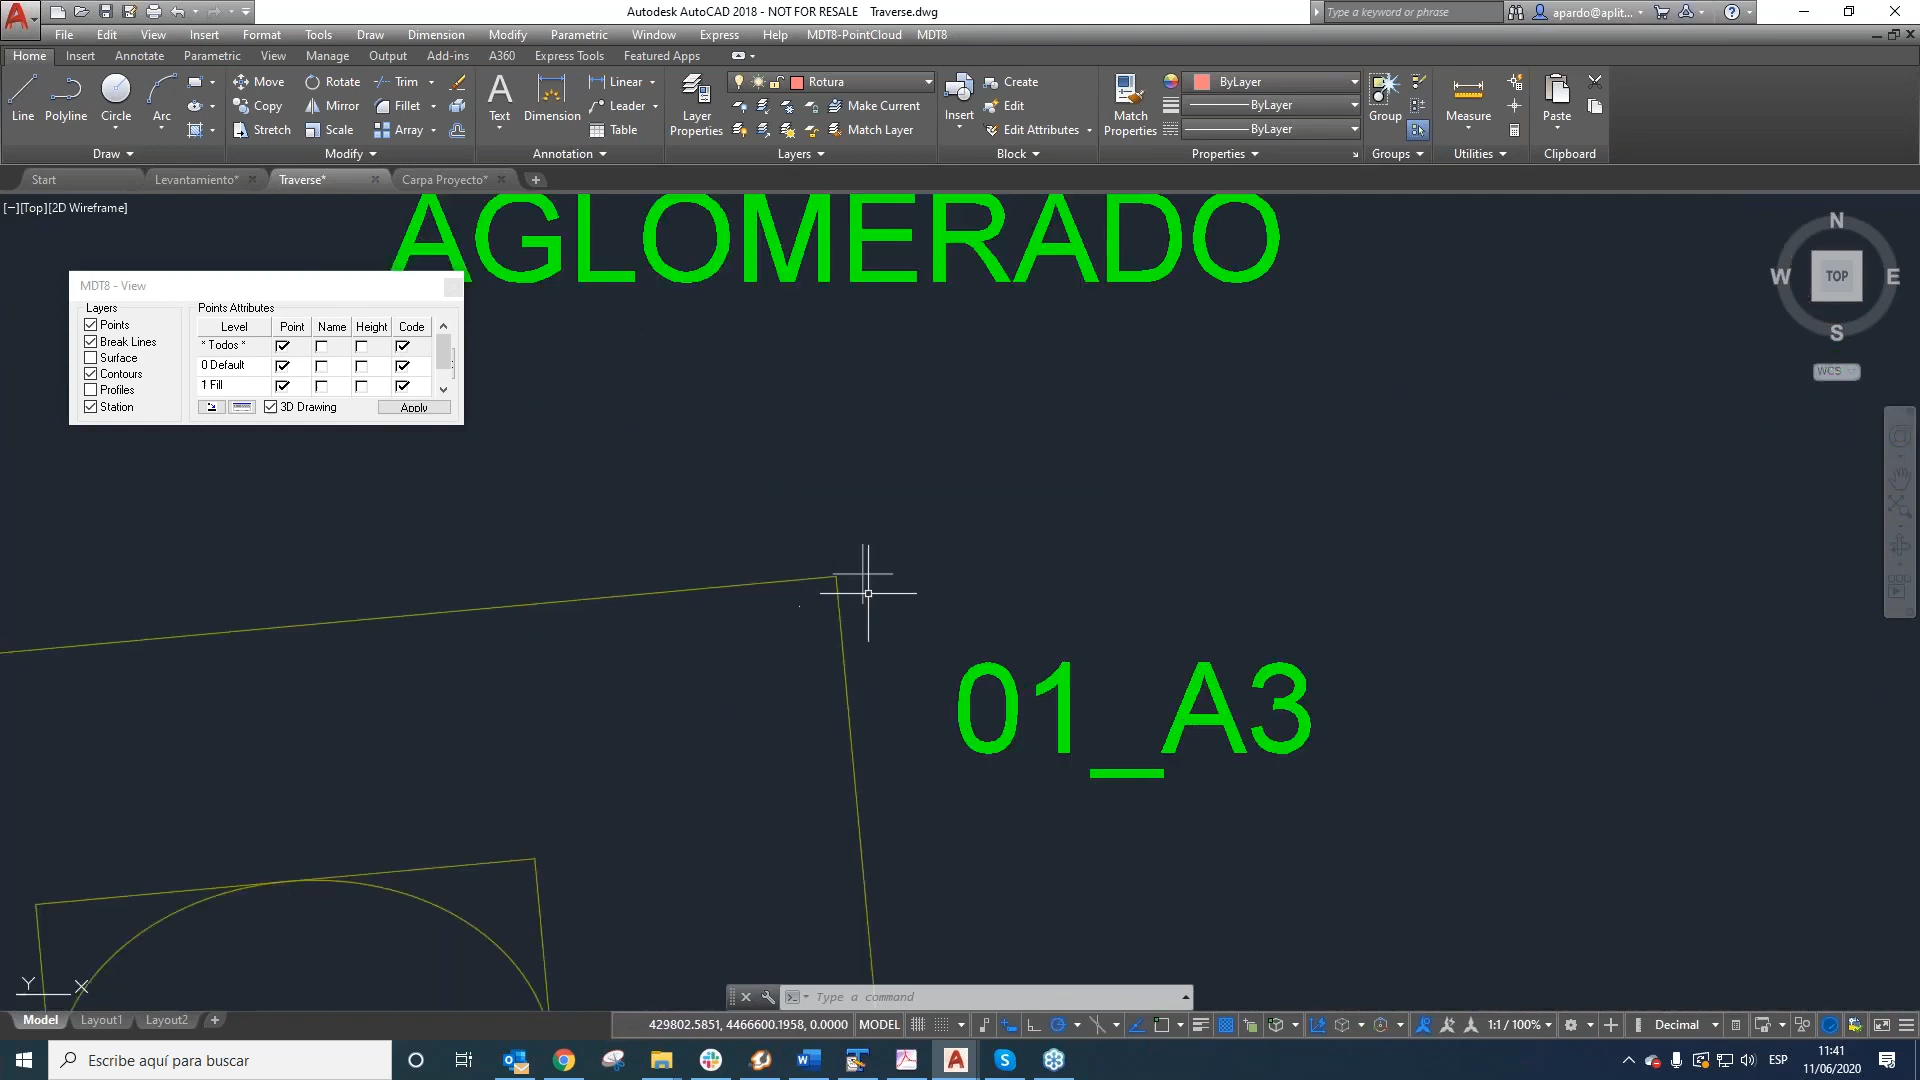 Autodesk AutoCAD 2018 - NOT FOR RESALE Traverse.dwg
Type a keyword or phrase
apardo@aplit...
File Edit View Insert Format Tools Draw Dimension Modify Parametric Window Express Help MDT8-PointCloud MDT8
Home Insert Annotate Parametric View Manage Output Add-ins A360 Express Tools Featured Apps
Line Polyline Circle Arc
Move Rotate Trim
Copy Mirror Fillet
Stretch Scale Array
Text Dimension
Linear
Leader
Table
Layer Properties
Rotura
Make Current
Match Layer
Insert
Create
Edit
Edit Attributes
Match Properties
ByLayer
ByLayer
ByLayer
Group
Measure
Paste
Draw Modify Annotation Layers Block Properties Groups Utilities Clipboard
Start Levantamiento* Traverse* Carpa Proyecto*
[−][Top][2D Wireframe]
AGLOMERADO
N
W TOP E
S
WCS
MDT8 - View
Layers
Points
Break Lines
Surface
Contours
Profiles
Station
Points Attributes
Level Point Name Height Code
* Todos *
0 Default
1 Fill
3D Drawing Apply
01_A3
Y X
Type a command
Model Layout1 Layout2
429802.5851, 4466600.1958, 0.0000 MODEL
1:1 / 100% Decimal
Escribe aquí para buscar
ESP
11:41
11/06/2020